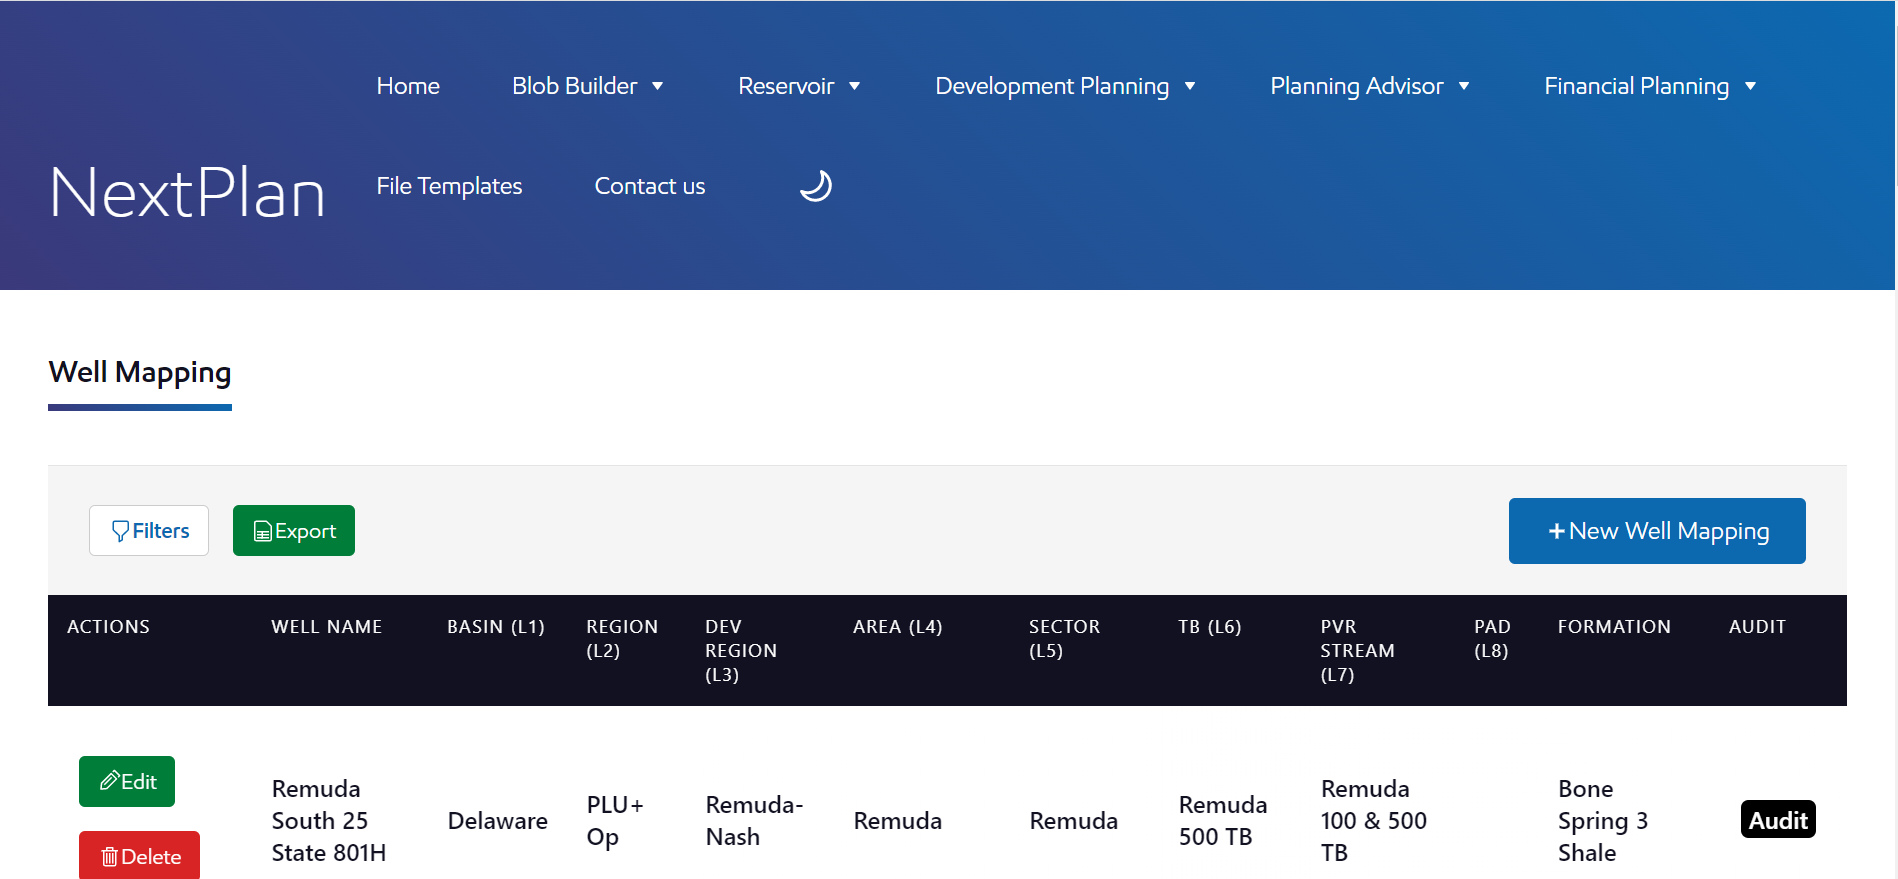 Home Blob Builder Reservoir Development Planning Planning Advisor Financial Planning
NextPlan File Templates Contact us
Well Mapping
Filters Export +New Well Mapping
ACTIONS WELL NAME BASIN (L1) REGION DEV AREA (L4) SECTOR TB (L6) PVR PAD FORMATION AUDIT
(L2) REGION (L5) STREAM (L8)
(L3) (L7)
Edit
Remuda Remuda Bone
PLU+ Remuda- Remuda
South 25 Delaware Remuda Remuda 100 & 500 Spring 3 Audit
Op Nash 500 TB
State 801H TB Shale
Delete